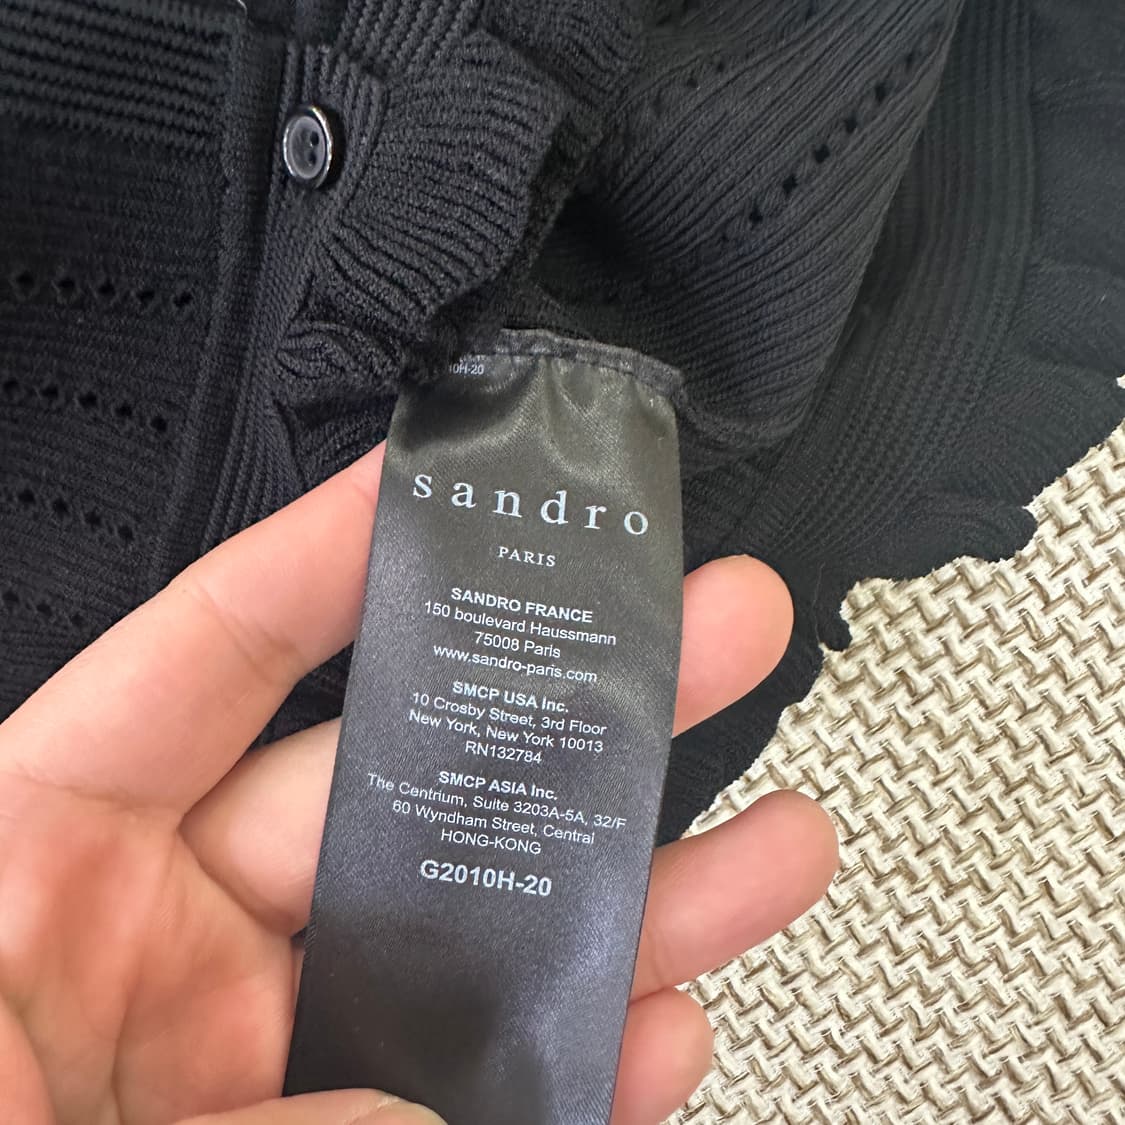 10H-20
sandro
PARIS
SANDRO FRANCE
150 boulevard Haussmann
75008 Paris
www.sandro-paris.com
SMCP USA Inc.
10 Crosby Street, 3rd Floor
New York, New York 10013
RN132784
SMCP ASIA Inc.
The Centrium, Suite 3203A-5A, 32/F
60 Wyndham Street, Central
HONG-KONG
G2010H-20